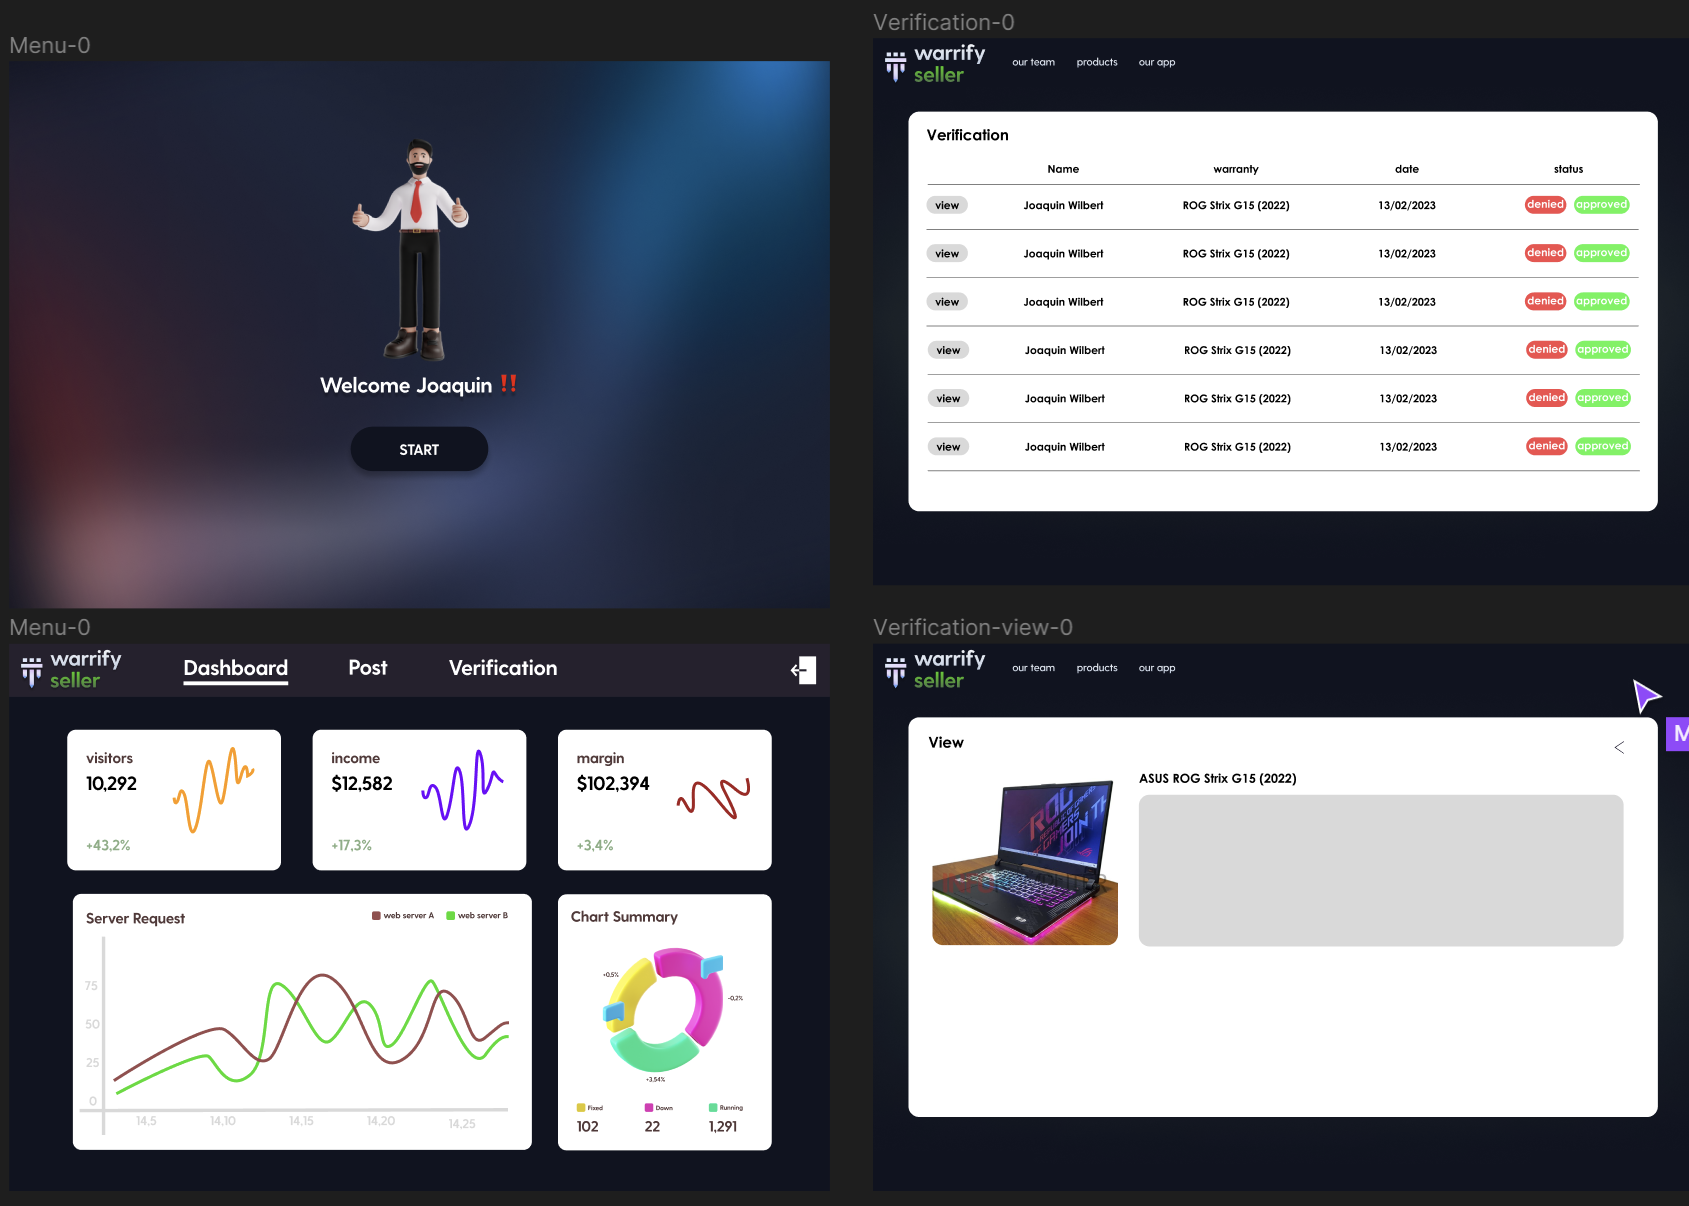 Menu-0
Welcome Joaquin ‼
START
Verification-0
warrify
seller
our team products our app
Verification
Name warranty date status
view Joaquin Wilbert ROG Strix G15 (2022) 13/02/2023 denied approved
view Joaquin Wilbert ROG Strix G15 (2022) 13/02/2023 denied approved
view Joaquin Wilbert ROG Strix G15 (2022) 13/02/2023 denied approved
view Joaquin Wilbert ROG Strix G15 (2022) 13/02/2023 denied approved
view Joaquin Wilbert ROG Strix G15 (2022) 13/02/2023 denied approved
view Joaquin Wilbert ROG Strix G15 (2022) 13/02/2023 denied approved
Menu-0
warrify
seller
Dashboard Post Verification
visitors
10,292
+43,2%
income
$12,582
+17,3%
margin
$102,394
+3,4%
Server Request
web server A web server B
75
50
25
0
14,5 14,10 14,15 14,20 14,25
Chart Summary
+0,5%
-0,2%
+3,54%
Fixed Down Running
102 22 1,291
Verification-view-0
warrify
seller
our team products our app
M
View
<
ASUS ROG Strix G15 (2022)